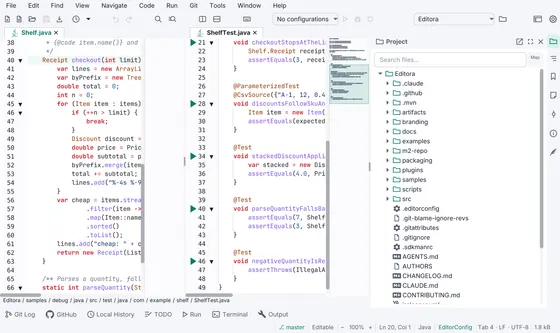 File Edit View Navigate Code Run Git Tools Window Help
No configurations
Editora
Shelf.java
ShelfTest.java
38 * {@code item.name()} and
39 */
40 Receipt checkout(int limit)
41 var lines = new ArrayLi
42 var byPrefix = new Tree
43 double total = 0;
44 int n = 0;
45 for (Item item : items)
46 if (++n > limit) {
47 break;
48 }
49 Discount discount =
50 double price = Pric
51 double subtotal = p
52 byPrefix.merge(item
53 total += subtotal;
54 lines.add("%-4s %-9
55 }
56 var cheap = items.strea
57 .filter(item ->
58 .map(Item::name
59 .sorted()
60 .toList();
61 lines.add("cheap: " + c
62 return new Receipt(list
63 }
64
65 /** Parses a quantity, fall
66 static int parseQuantity(St
21 void checkoutStopsAtTheLi
22 Shelf.Receipt receipt
23 assertEquals(3, recei
24 }
25
26 @ParameterizedTest
27 @CsvSource({"A-1, 12, 0.4
28 void discountsFollowSkuAn
29 Item item = new Item(
30 assertEquals(expected
31 }
32
33 @Test
34 void stackedDiscountAppli
35 var stacked = new Dis
36 assertEquals(4.0, Pri
37 }
38
39 @Test
40 void parseQuantityFallsBa
41 assertEquals(7, Shelf
42 assertEquals(3, Shelf
43 }
44
45 @Test
46 void negativeQuantityIsRe
47 assertThrows(IllegalA
48 }
49 }
Project
Search files...
Map
Editora
.claude
.github
.mvn
artifacts
branding
docs
examples
m2-repo
packaging
plugins
samples
scripts
src
.editorconfig
.git-blame-ignore-revs
.gitattributes
.gitignore
.sdkmanrc
AGENTS.md
AUTHORS
CHANGELOG.md
CLAUDE.md
CONTRIBUTING.md
Editora / samples / debug / java / src / test / java / com / example / shelf / ShelfTest.java
Git Log GitHub Local History TODO Run Terminal Output
master Editable − 100% + Ln 20, Col 1 Java EditorConfig Tab 4 LF UTF-8 1.8 kB